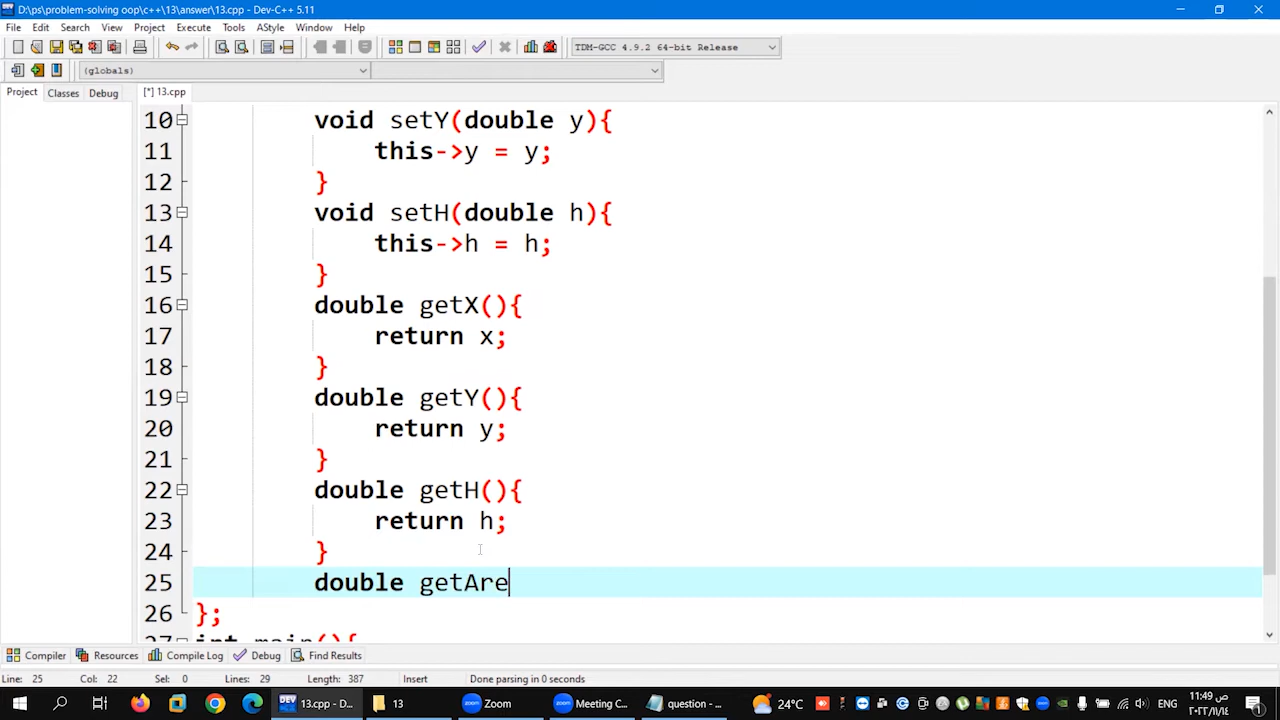 D:\ps\problem-solving oop\c++\13\answer\13.cpp - Dev-C++ 5.11
File Edit Search View Project Execute Tools AStyle Window Help
TDM-GCC 4.9.2 64-bit Release
(globals)
Project Classes Debug [*] 13.cpp
10 void setY(double y){
11 this->y = y;
12 }
13 void setH(double h){
14 this->h = h;
15 }
16 double getX(){
17 return x;
18 }
19 double getY(){
20 return y;
21 }
22 double getH(){
23 return h;
24 }
25 double getAre
26 };
27 int main(){
Compiler Resources Compile Log Debug Find Results
Line: 25 Col: 22 Sel: 0 Lines: 29 Length: 387 Insert Done parsing in 0 seconds
13.cpp - D... 13 Zoom Meeting C... question - ... 24°C 11:49 ص